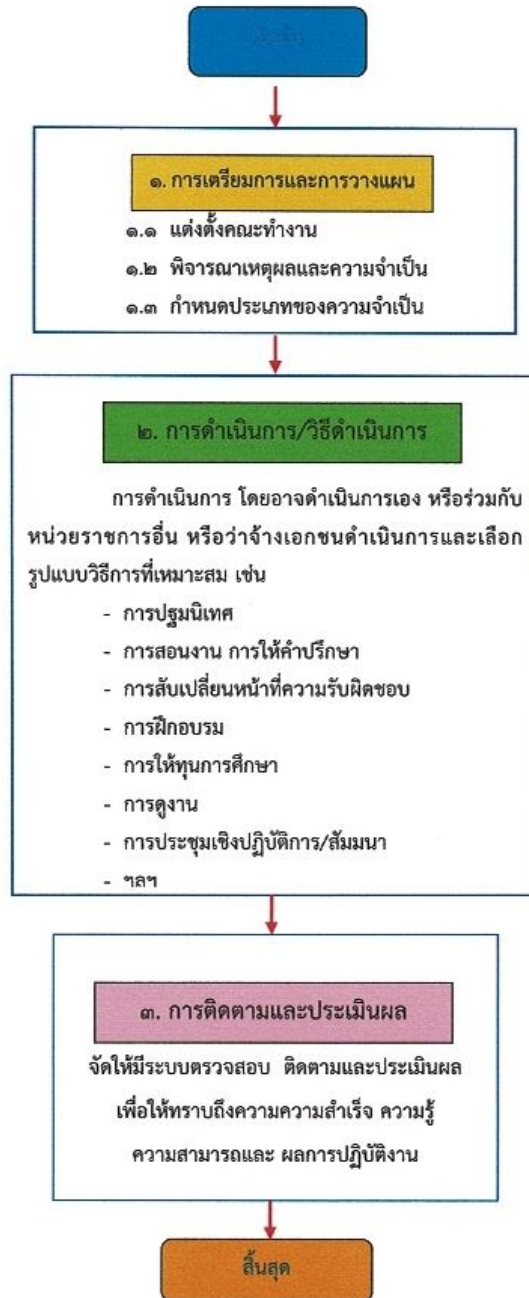 ๑. การเตรียมการและการวางแผน
๑.๑ แต่งตั้งคณะทำงาน
๑.๒ พิจารณาเหตุผลและความจำเป็น
๑.๓ กำหนดประเภทของความจำเป็น
๒. การดำเนินการ/วิธีดำเนินการ
การดำเนินการ โดยอาจดำเนินการเอง หรือร่วมกับ
หน่วยราชการอื่น หรือว่าจ้างเอกชนดำเนินการและเลือก
รูปแบบวิธีการที่เหมาะสม เช่น
- การปฐมนิเทศ
- การสอนงาน การให้คำปรึกษา
- การสับเปลี่ยนหน้าที่ความรับผิดชอบ
- การฝึกอบรม
- การให้ทุนการศึกษา
- การดูงาน
- การประชุมเชิงปฏิบัติการ/สัมมนา
- ฯลฯ
๓. การติดตามและประเมินผล
จัดให้มีระบบตรวจสอบ ติดตามและประเมินผล
เพื่อให้ทราบถึงความความสำเร็จ ความรู้
ความสามารถและ ผลการปฏิบัติงาน
สิ้นสุด